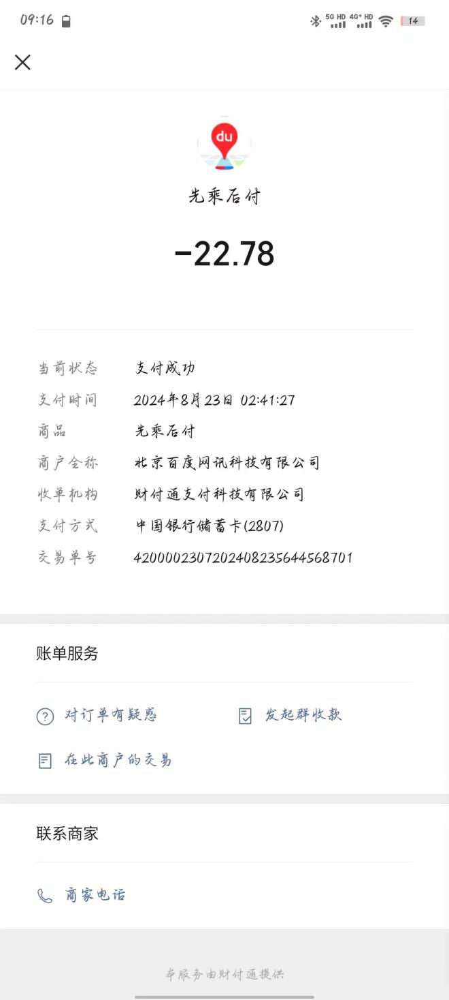 09:16
5G HD 4G+ HD 14
du
先乘后付
-22.78
当前状态 支付成功
支付时间 2024年8月23日 02:41:27
商品 先乘后付
商户全称 北京百度网讯科技有限公司
收单机构 财付通支付科技有限公司
支付方式 中国银行储蓄卡(2807)
交易单号 4200002307202408235644568701
账单服务
对订单有疑惑 发起群收款
在此商户的交易
联系商家
商家电话
本服务由财付通提供